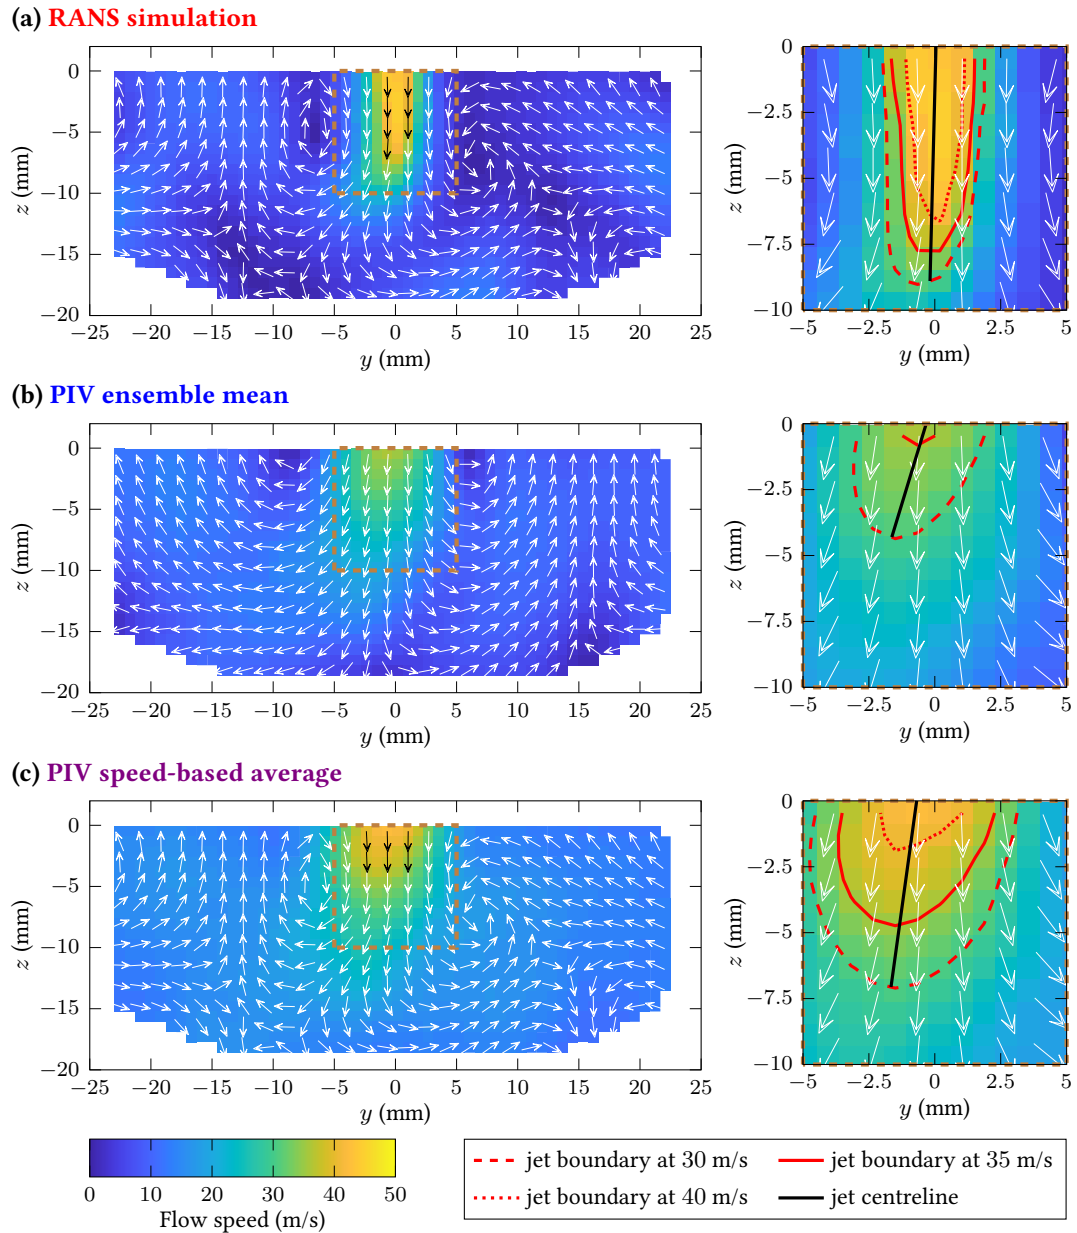 (a) RANS simulation
0
−5
−10
−15
−20
z (mm)
−25 −20 −15 −10 −5 0 5 10 15 20 25
y (mm)
0
−2.5
−5
−7.5
−10
z (mm)
−5 −2.5 0 2.5 5
y (mm)
(b) PIV ensemble mean
0
−5
−10
−15
−20
z (mm)
−25 −20 −15 −10 −5 0 5 10 15 20 25
y (mm)
0
−2.5
−5
−7.5
−10
z (mm)
−5 −2.5 0 2.5 5
y (mm)
(c) PIV speed-based average
0
−5
−10
−15
−20
z (mm)
−25 −20 −15 −10 −5 0 5 10 15 20 25
y (mm)
0
−2.5
−5
−7.5
−10
z (mm)
−5 −2.5 0 2.5 5
y (mm)
0 10 20 30 40 50
Flow speed (m/s)
jet boundary at 30 m/s
jet boundary at 35 m/s
jet boundary at 40 m/s
jet centreline